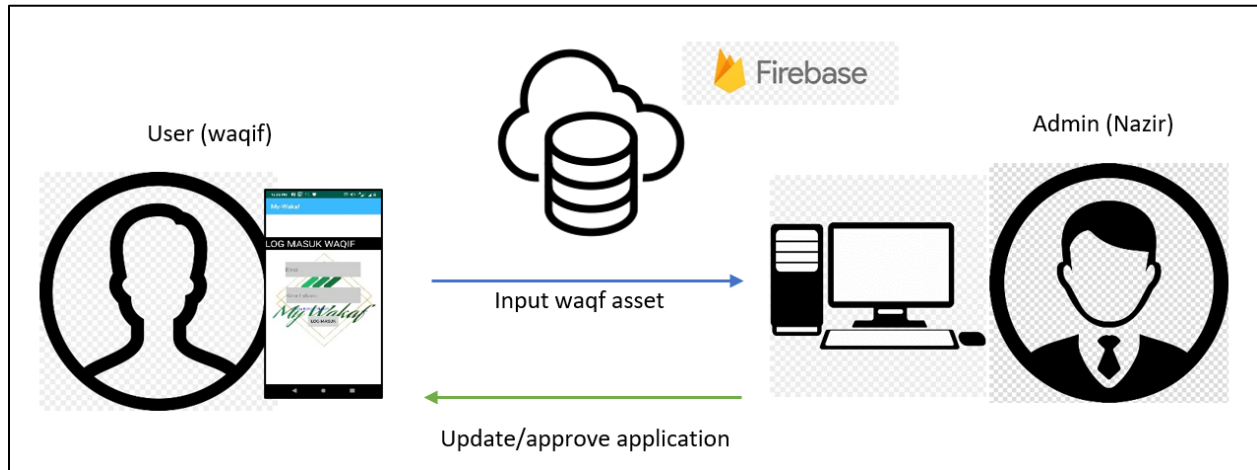 Firebase
User (waqif)
Admin (Nazir)
My-Wakaf
LOG MASUK WAQIF
My Wakaf
LOG MASUK
Input waqf asset
Update/approve application